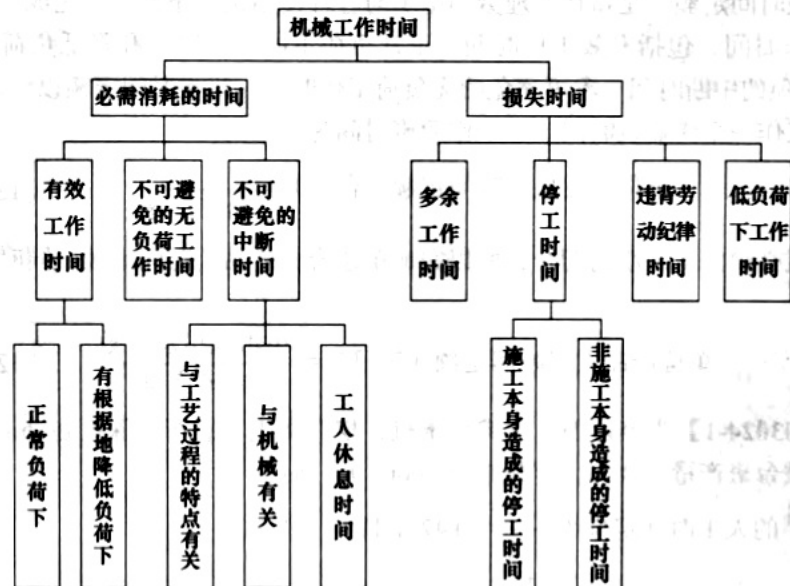 机械工作时间
必需消耗的时间
损失时间
有效
工作
时间
不可避
免的无
负荷工
作时间
不可
避免的
中断
时间
多余
工作
时间
停工时间
违背劳
动纪律
时间
低负荷
下工作
时间
正常负荷下
有根据地降低负荷下
与工艺过程的特点有关
与机械有关
工人休息时间
施工本身造成的停工时间
非施工本身造成的停工时间